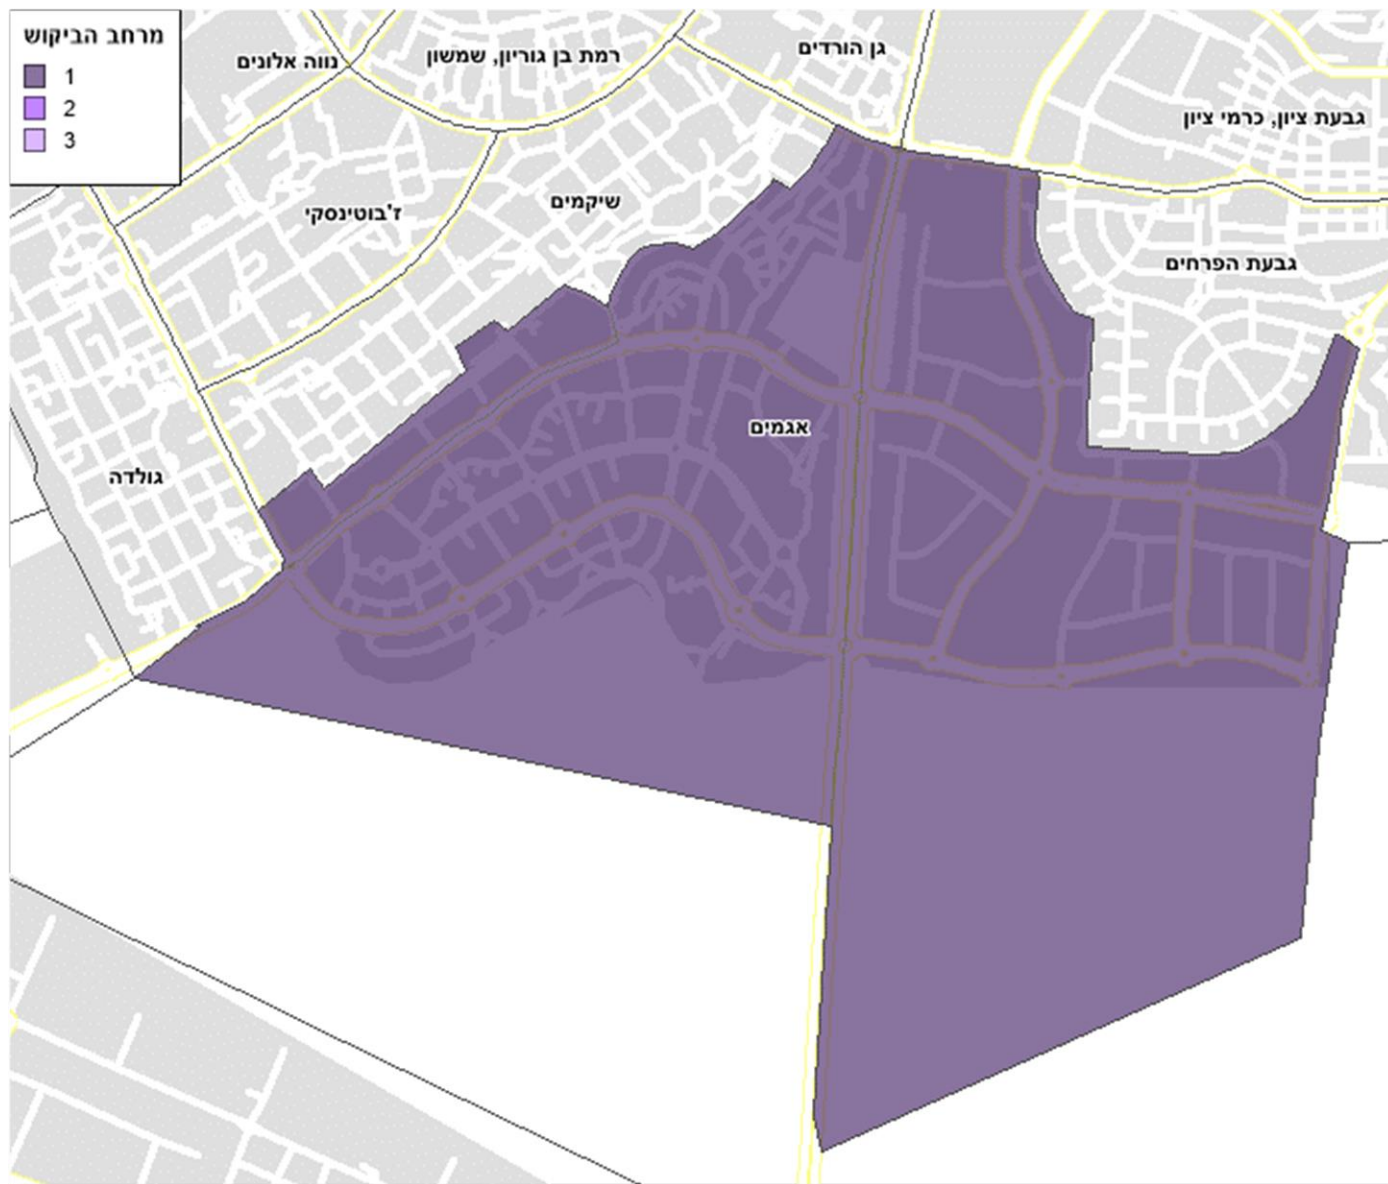 מרחב הביקוש
1
2
3
גן הורדים
רמת בן גוריון, שמשון
נווה אלונים
גבעת ציון, כרמי ציון
שיקמים
ז'בוטינסקי
גבעת הפרחים
אגמים
גולדה